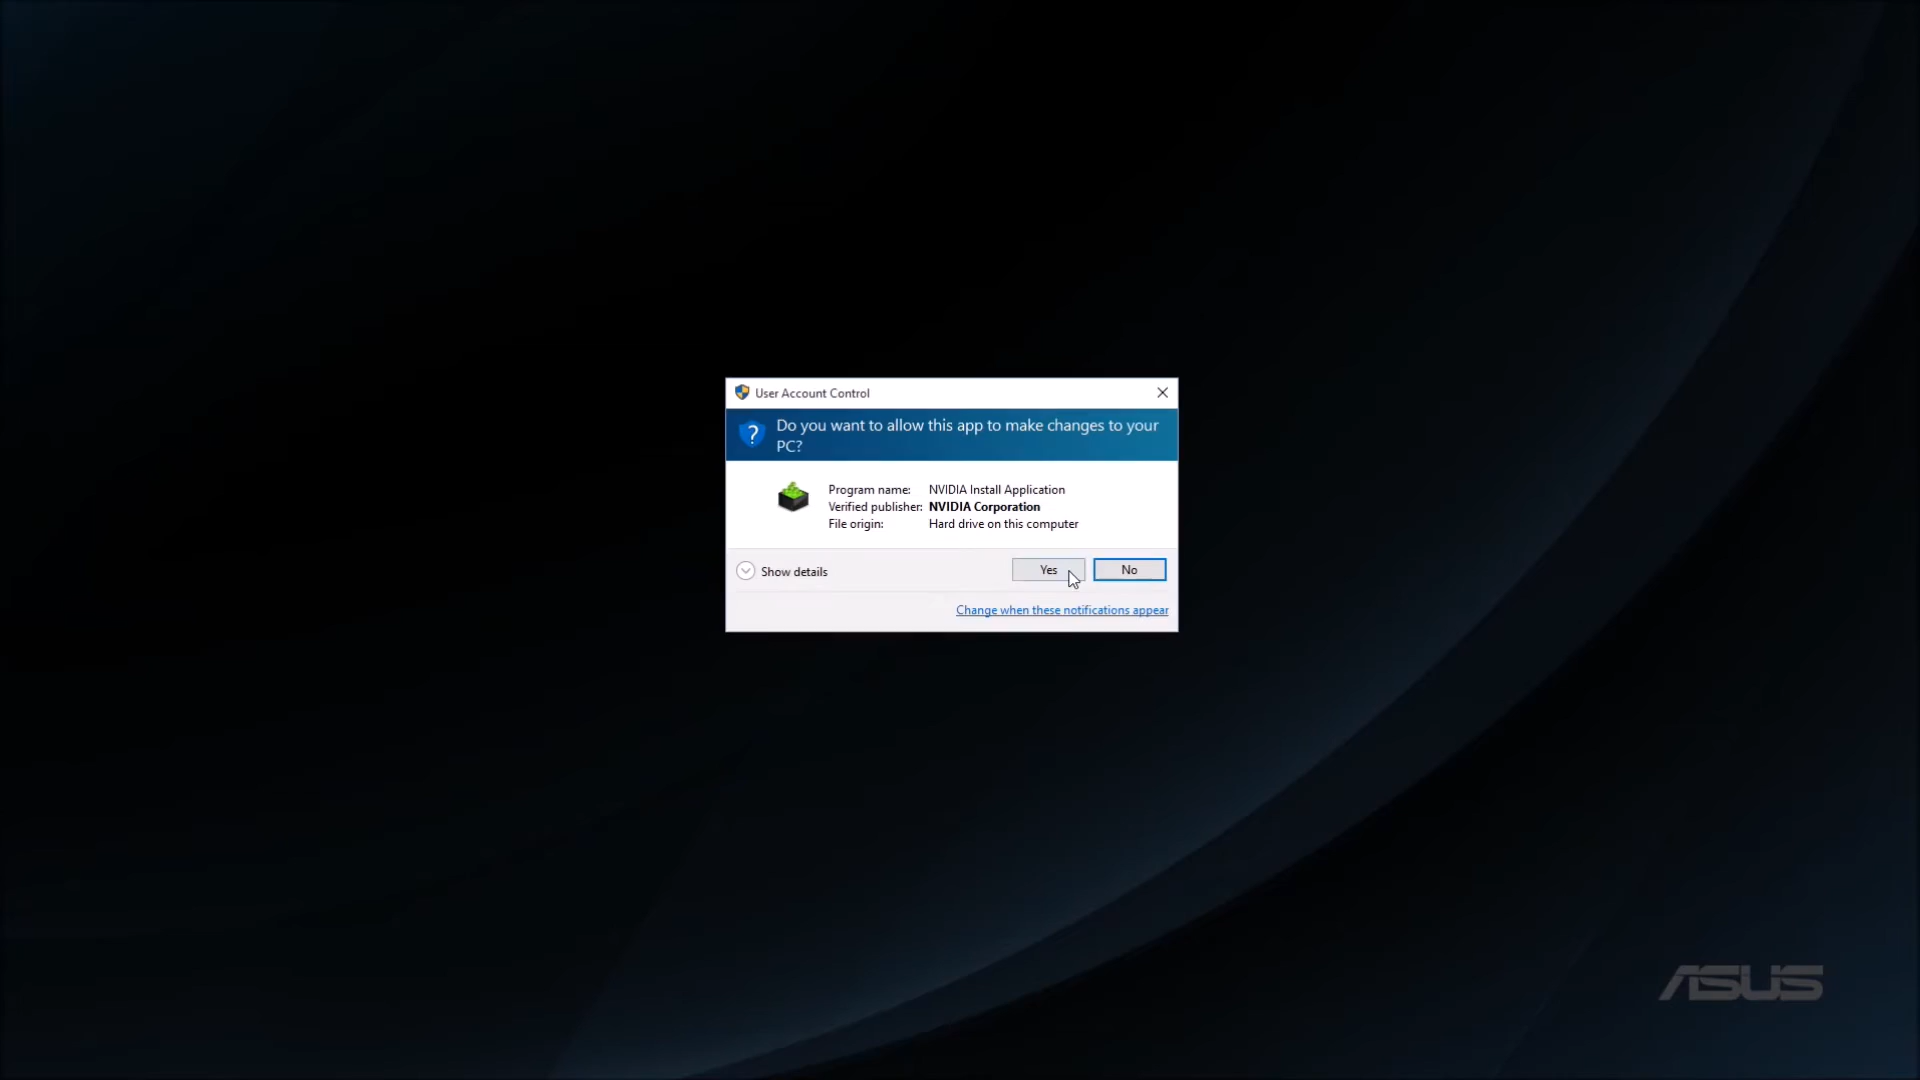 User Account Control
Do you want to allow this app to make changes to your
PC?
Program name: NVIDIA Install Application
Verified publisher: NVIDIA Corporation
File origin: Hard drive on this computer
Show details
Yes
No
Change when these notifications appear
ASUS